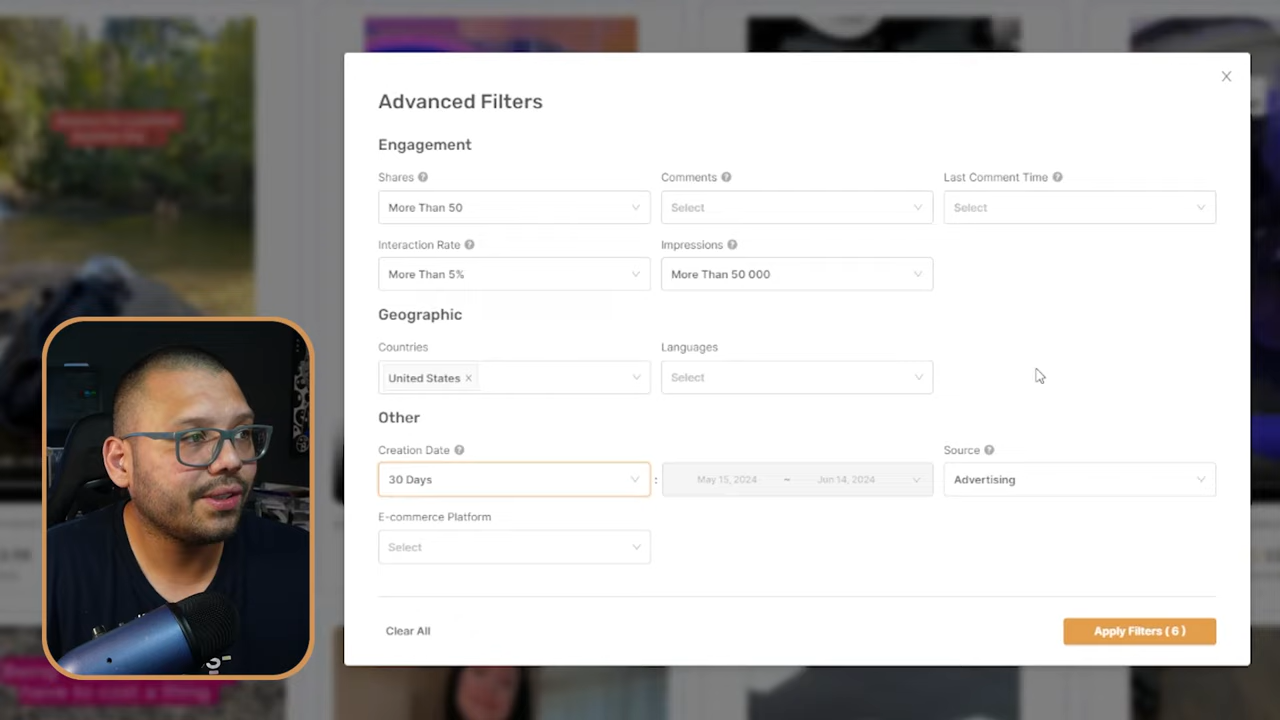 Advanced Filters
Engagement
Shares Comments Last Comment Time
More Than 50 Select Select
Interaction Rate Impressions
More Than 5% More Than 50 000
Geographic
Countries Languages
United States × Select
Other
Creation Date Source
30 Days : May 15, 2024 ~ Jun 14, 2024 Advertising
E-commerce Platform
Select
Clear All Apply Filters ( 6 )